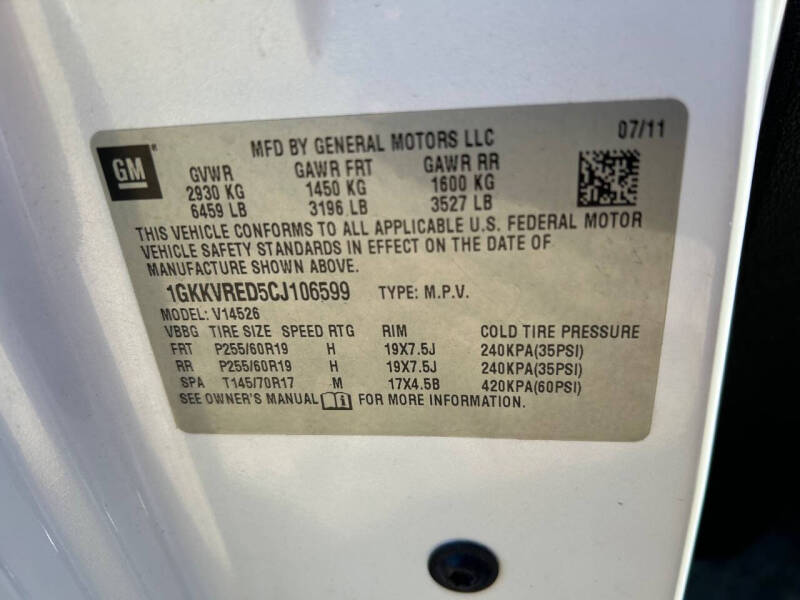 GM
MFD BY GENERAL MOTORS LLC 07/11
GVWR GAWR FRT GAWR RR
2930 KG 1450 KG 1600 KG
6459 LB 3196 LB 3527 LB
THIS VEHICLE CONFORMS TO ALL APPLICABLE U.S. FEDERAL MOTOR
VEHICLE SAFETY STANDARDS IN EFFECT ON THE DATE OF
MANUFACTURE SHOWN ABOVE.
1GKKVRED5CJ106599 TYPE: M.P.V.
MODEL: V14526
VBBG TIRE SIZE SPEED RTG RIM COLD TIRE PRESSURE
FRT P255/60R19 H 19X7.5J 240KPA(35PSI)
RR P255/60R19 H 19X7.5J 240KPA(35PSI)
SPA T145/70R17 M 17X4.5B 420KPA(60PSI)
SEE OWNER'S MANUAL FOR MORE INFORMATION.